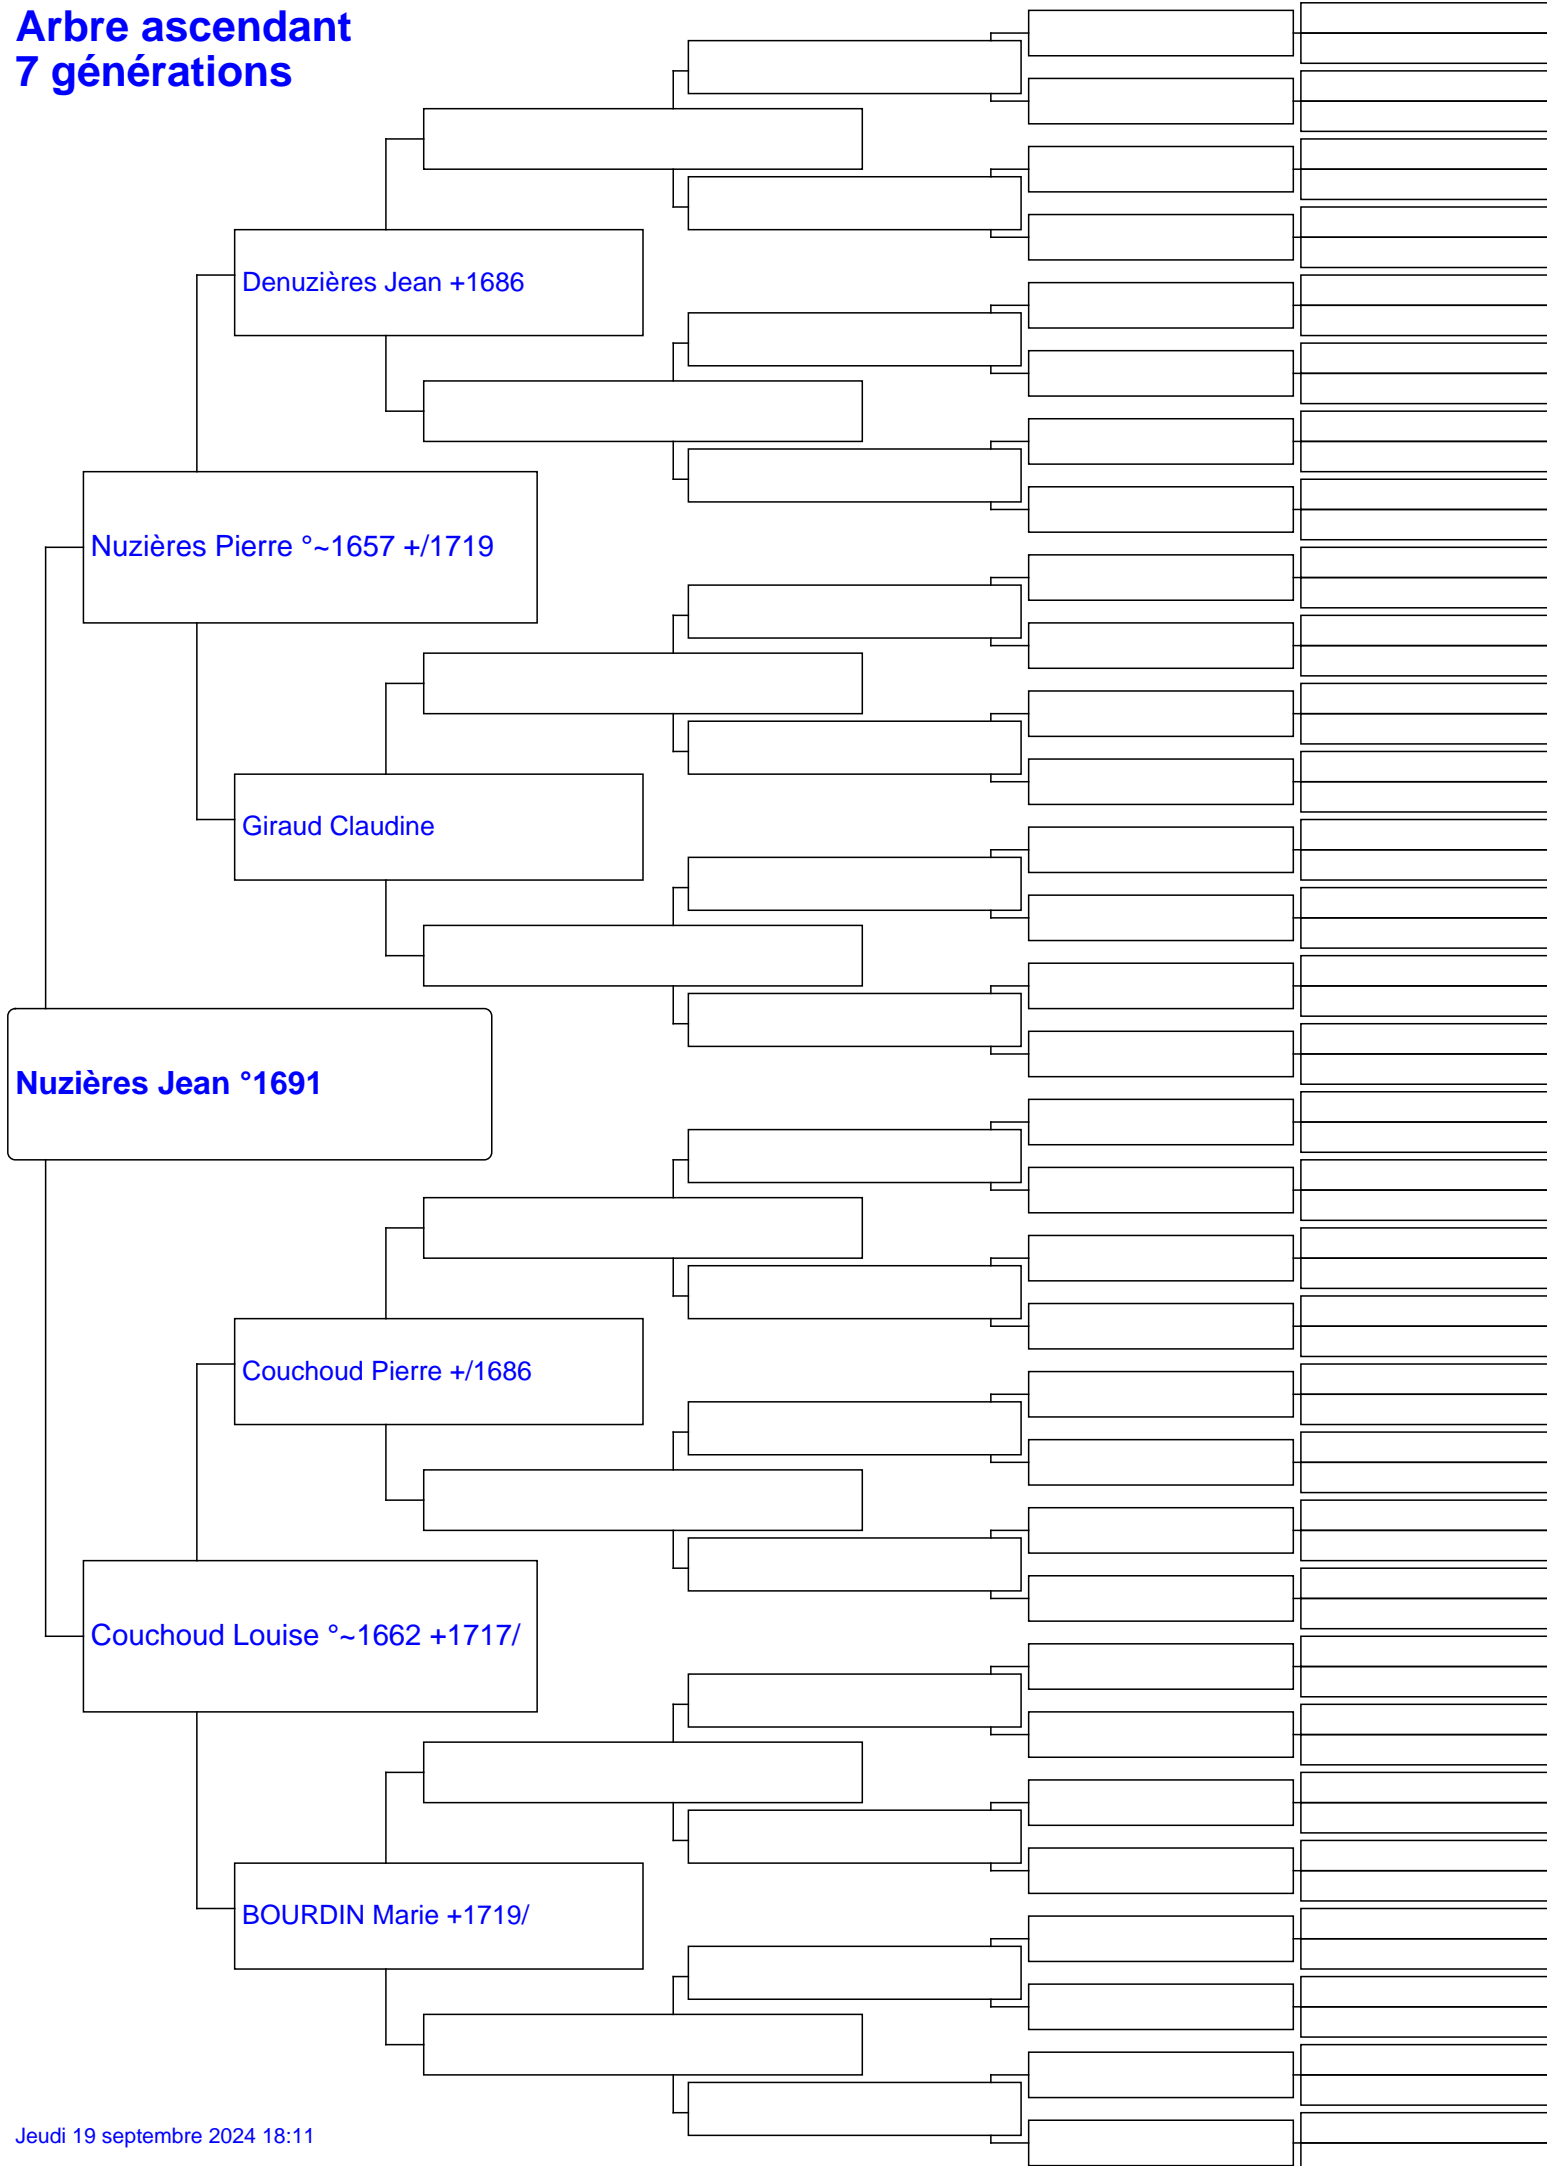 Arbre ascendant
7 générations
Denuzières Jean +1686
Nuzières Pierre °~1657 +/1719
Giraud Claudine
Nuzières Jean °1691
Couchoud Pierre +/1686
Couchoud Louise °~1662 +1717/
BOURDIN Marie +1719/
Jeudi 19 septembre 2024 18:11